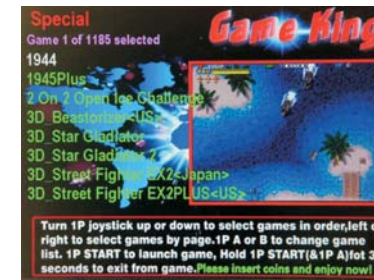 Special
Game King
Game 1 of 1185 selected
1944
1945Plus
2 On 2 Open Ice Challenge
3D_Beastorizer<US>
3D_Star Gladiator
3D_Star Gladiator 2
3D_Street Fighter EX2<Japan>
3D_Street Fighter EX2PLUS<US>
Turn 1P joystick up or down to select games in order,left o
right to select games by page.1P A or B to change game
list. 1P START to launch game, Hold 1P START(&1P A)fot 3
seconds to exit from game.Please insert coins and enjoy now!